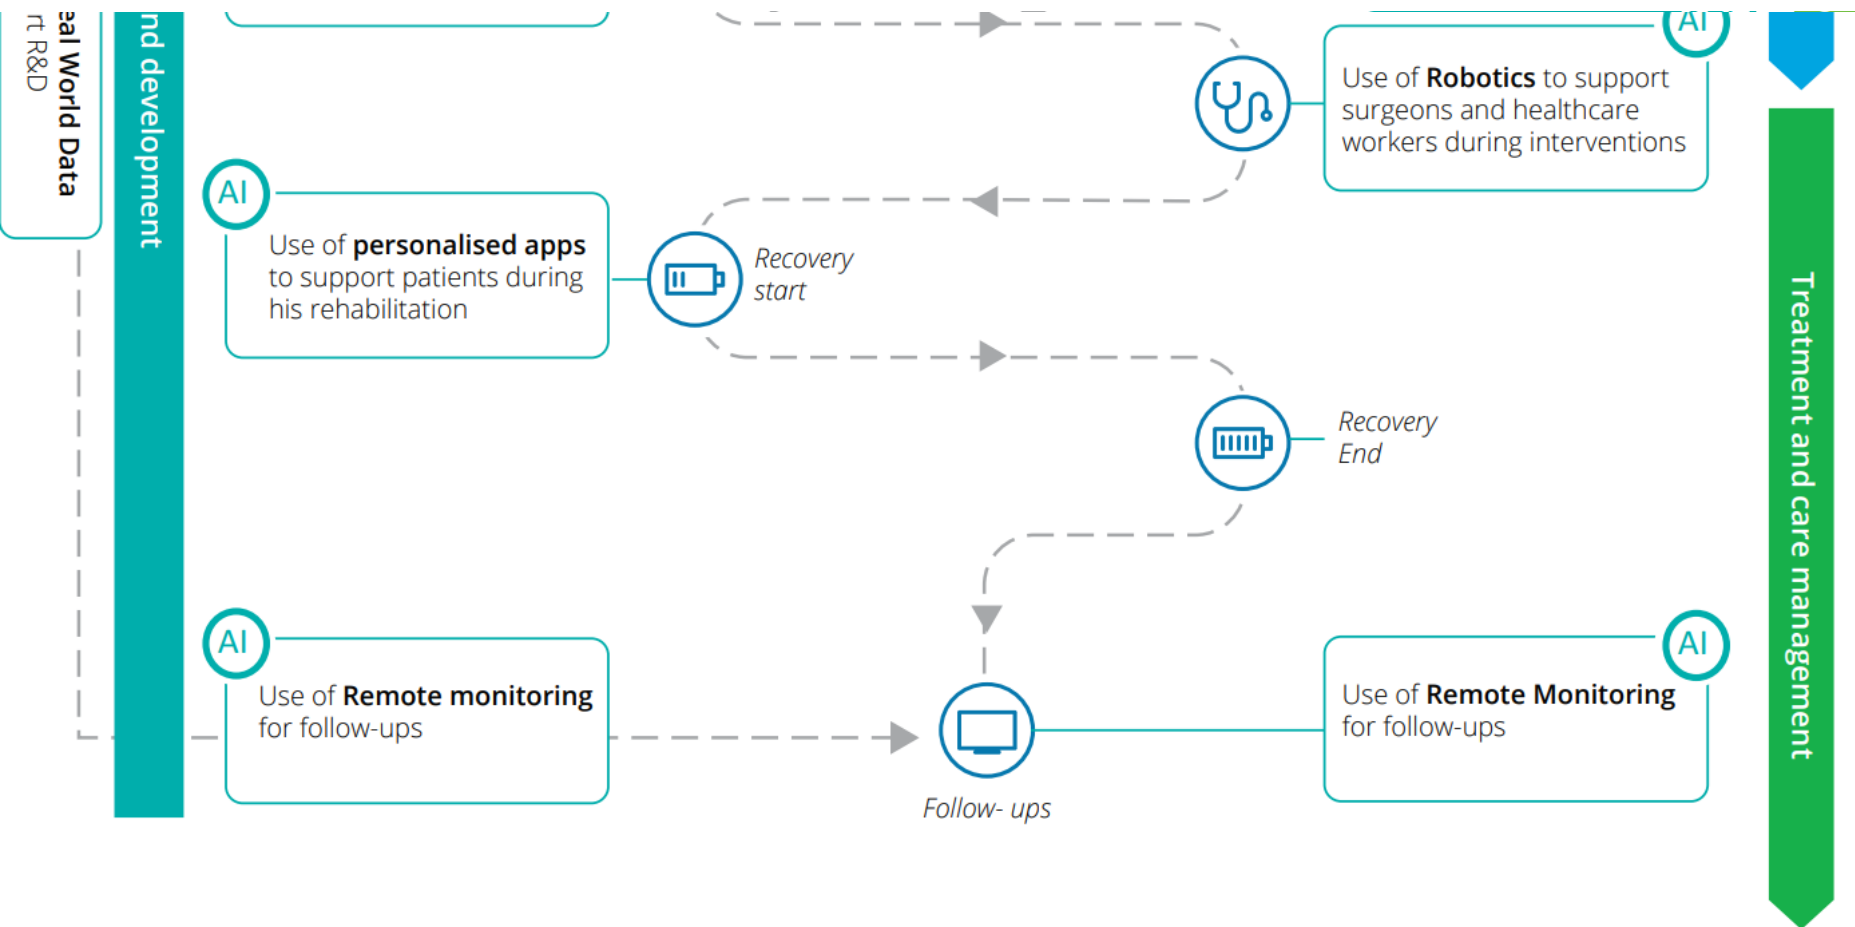 eal World Data
rt R&D
nd development
AI
Use of Robotics to support
surgeons and healthcare
workers during interventions
AI
Use of personalised apps
to support patients during
his rehabilitation
Recovery
start
Recovery
End
Treatment and care management
AI
Use of Remote monitoring
for follow-ups
Follow- ups
AI
Use of Remote Monitoring
for follow-ups